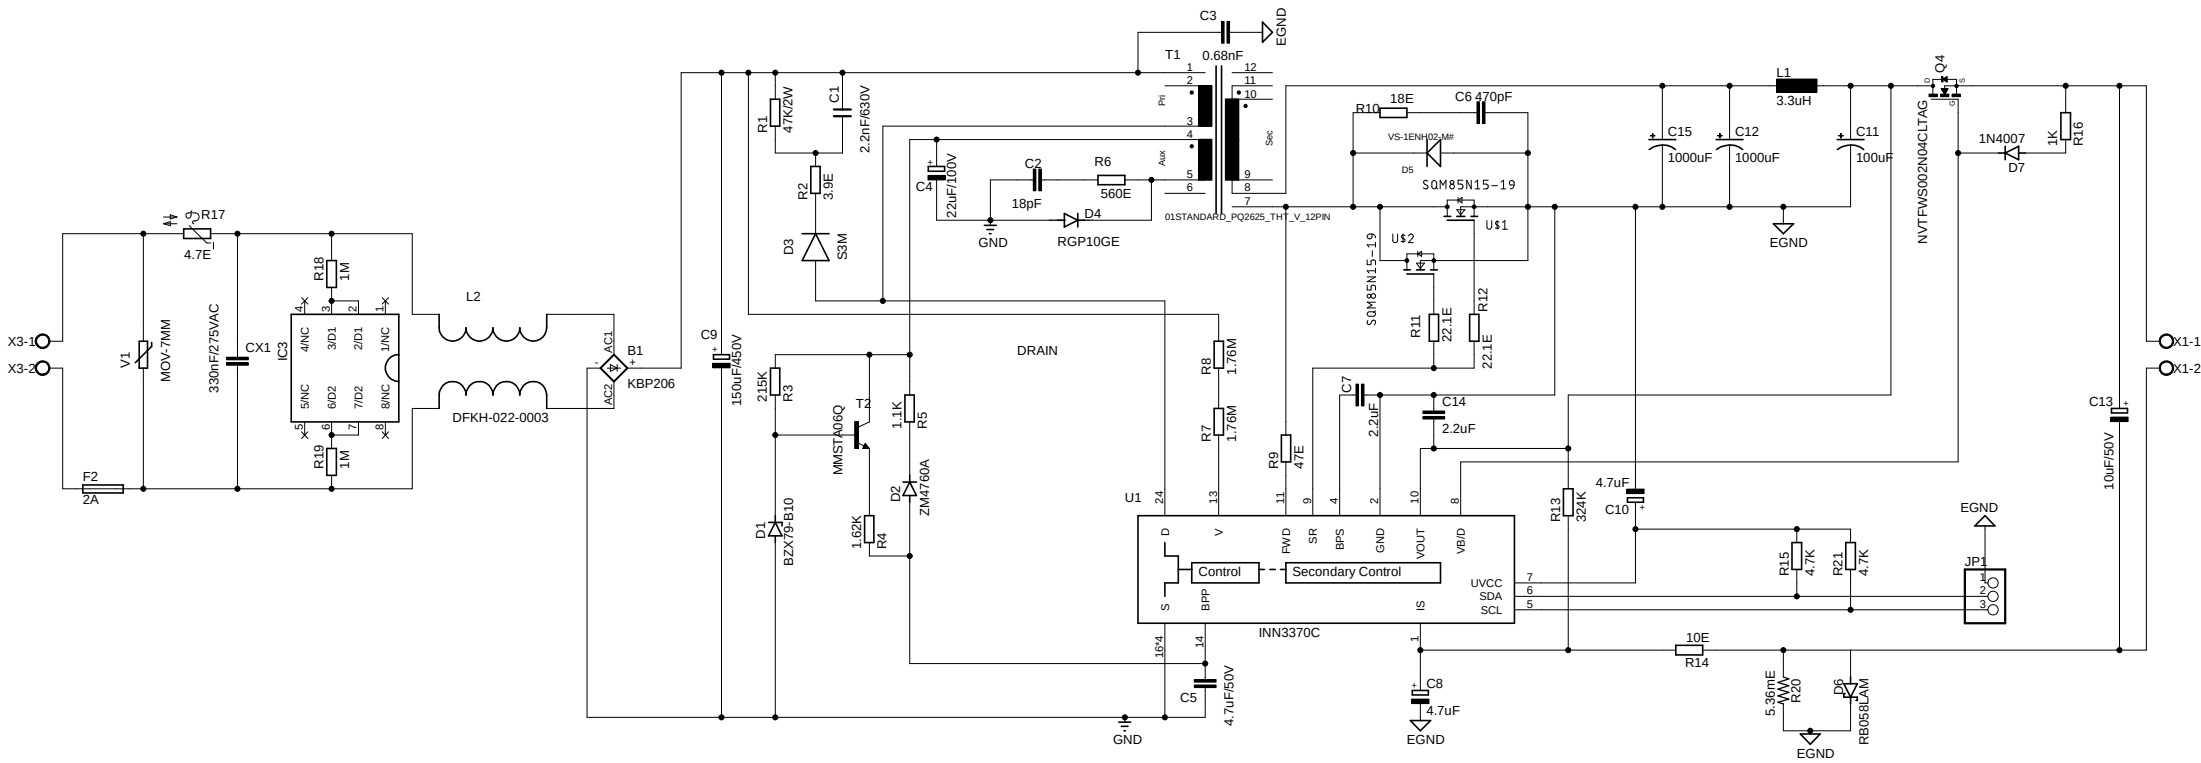 C3
0.68nF
EGND
T1
1
2
3
4
5
6
12
11
10
9
8
7
Pri
Aux
Sec
01STANDARD_PQ2625_THT_V_12PIN
R1
47K/2W
C1
2.2nF/630V
R2
3.9E
D3
S3M
C4
22uF/100V
+
C2
18pF
R6
560E
D4
RGP10GE
GND
R10
18E
C6
470pF
VS-1ENH02-M#
D5
SQM85N15-19
U$1
U$2
SQM85N15-19
R11
22.1E
R12
22.1E
C15
1000uF
C12
1000uF
L1
3.3uH
C11
100uF
EGND
Q4
D
S
G
NVTFWS002N04CLTAG
1N4007
D7
1K
R16
X3-1
X3-2
F2
2A
V1
MOV-7MM
R17
4.7E
330nF/275VAC
CX1
R18
1M
IC3
4
3
2
1
4/NC
3/D1
2/D1
1/NC
5/NC
6/D2
7/D2
8/NC
5
6
7
8
R19
1M
L2
DFKH-022-0003
AC1
AC2
-
+
B1
KBP206
C9
150uF/450V
+
215K
R3
T2
MMSTA06Q
1.1K
R5
D2
ZM4760A
D1
BZX79-B10
1.62K
R4
DRAIN
R8
1.76M
R7
1.76M
R9
47E
C7
2.2uF
C14
2.2uF
U1
24
13
11
9
4
2
10
8
D
V
FWD
SR
BPS
GND
VOUT
VB/D
Control
Secondary Control
S
BPP
IS
UVCC
SDA
SCL
7
6
5
INN3370C
16*4
14
1
C5
4.7uF/50V
GND
C8
4.7uF
+
EGND
R13
324K
4.7uF
C10
+
R15
4.7K
R21
4.7K
EGND
JP1
1
2
3
10E
R14
5.36mE
R20
D6
RB058LAM
EGND
C13
10uF/50V
+
X1-1
X1-2